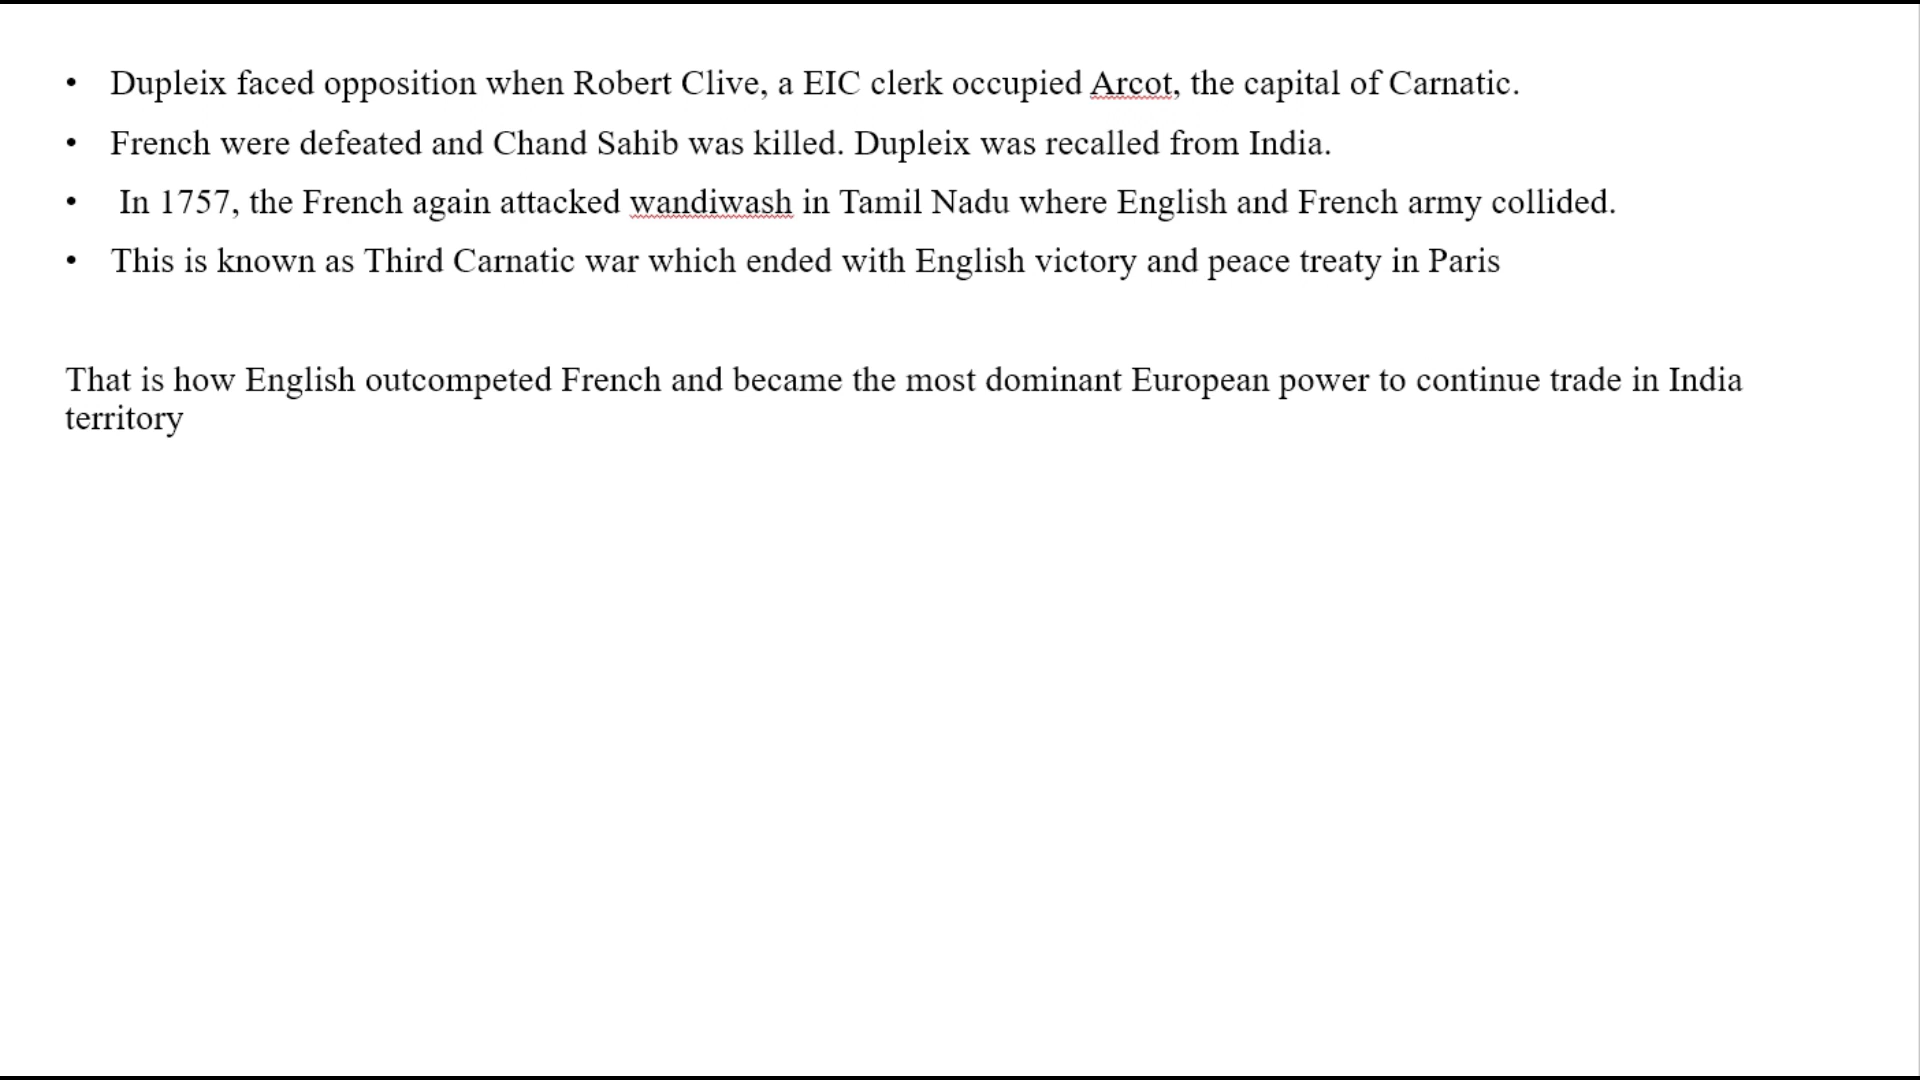 • Dupleix faced opposition when Robert Clive, a EIC clerk occupied Arcot, the capital of Carnatic.
• French were defeated and Chand Sahib was killed. Dupleix was recalled from India.
• In 1757, the French again attacked wandiwash in Tamil Nadu where English and French army collided.
• This is known as Third Carnatic war which ended with English victory and peace treaty in Paris
That is how English outcompeted French and became the most dominant European power to continue trade in India
territory